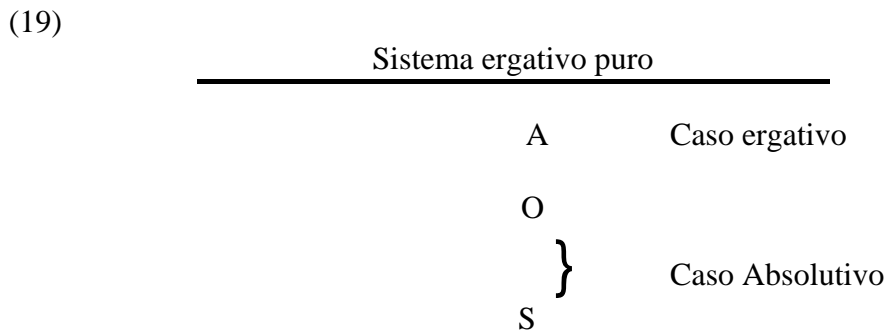 (19)
Sistema ergativo puro
A Caso ergativo
O
} Caso Absolutivo
S